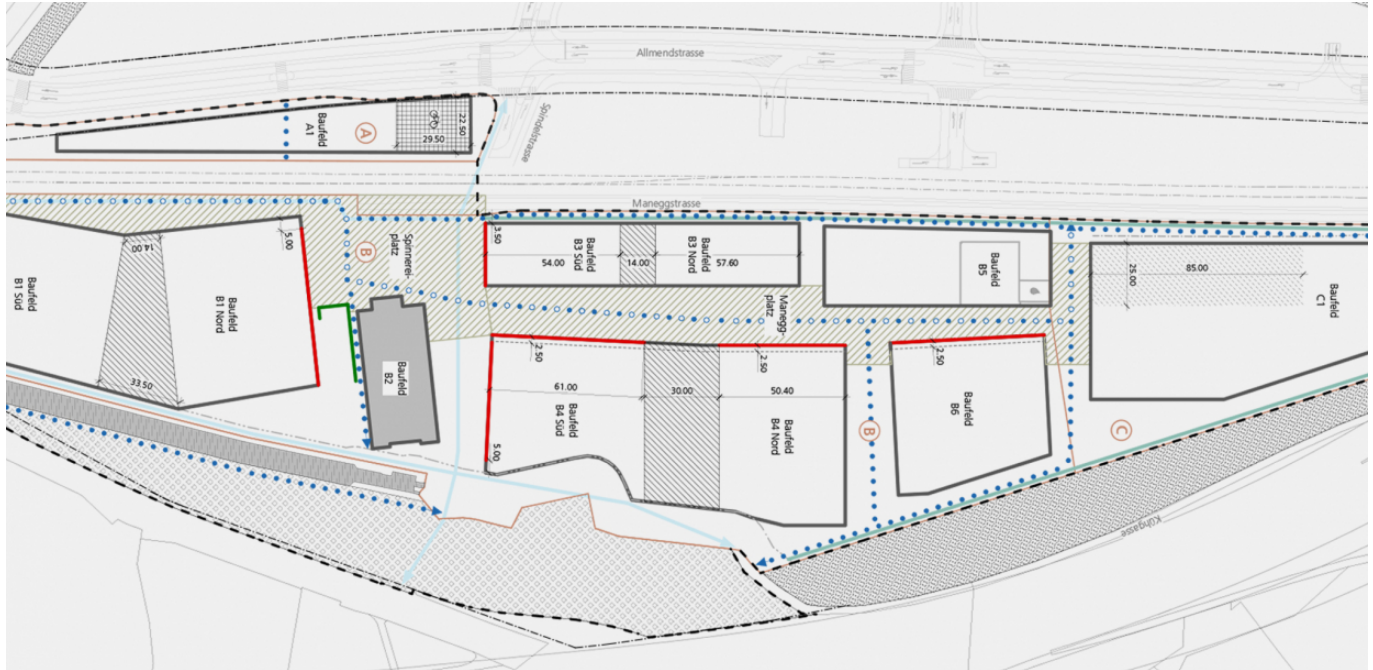 Allmendstrasse
Spindelstrasse
Baufeld
A1
A
22.50
29.50
Maneggstrasse
5.00
14.00
Baufeld
B1 Süd
Baufeld
B1 Nord
33.50
B
Spinnerei-
platz
Baufeld
B2
3.50
Baufeld
B3 Süd
54.00
14.00
Baufeld
B3 Nord
57.60
Manegg-
platz
Baufeld
B5
85.00
25.00
Baufeld
C1
2.50
61.00
Baufeld
B4 Süd
5.00
30.00
2.50
50.40
Baufeld
B4 Nord
B
2.50
Baufeld
B6
C
Kühgasse